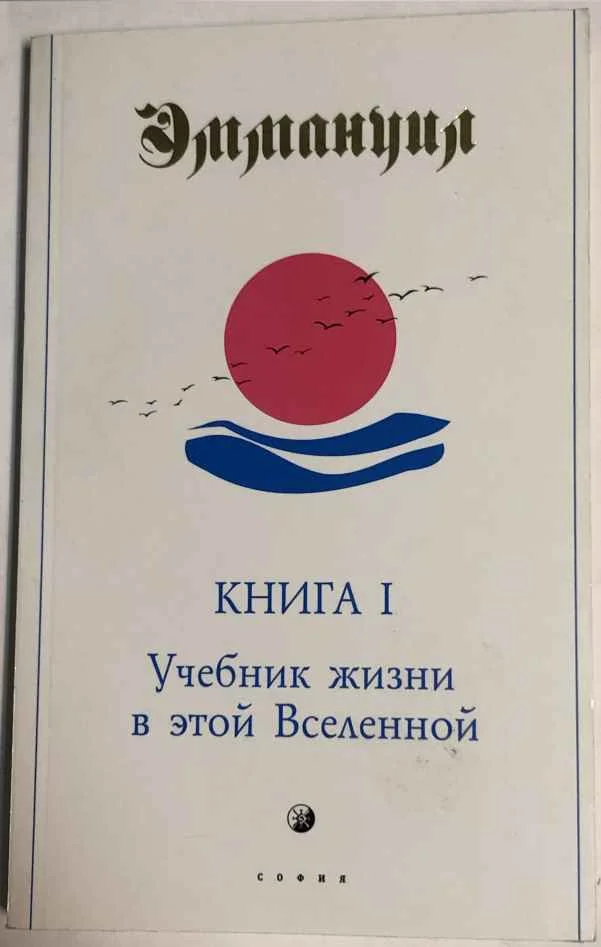 Эммануил
КНИГА I
Учебник жизни
в этой Вселенной
СОФИЯ